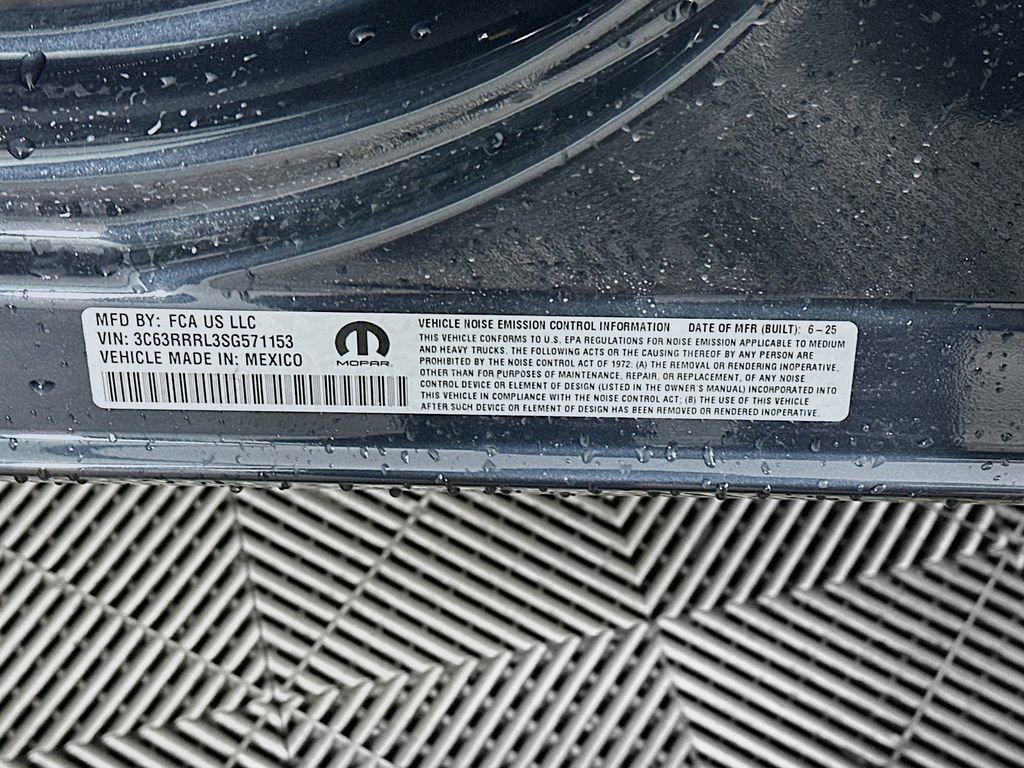 MFD BY: FCA US LLC
VIN: 3C63RRRL3SG571153
VEHICLE MADE IN: MEXICO
MOPAR
VEHICLE NOISE EMISSION CONTROL INFORMATION DATE OF MFR (BUILT): 6-25
THIS VEHICLE CONFORMS TO U.S. EPA REGULATIONS FOR NOISE EMISSION APPLICABLE TO MEDIUM
AND HEAVY TRUCKS. THE FOLLOWING ACTS OR THE CAUSING THEREOF BY ANY PERSON ARE
PROHIBITED BY THE NOISE CONTROL ACT OF 1972: (A) THE REMOVAL OR RENDERING INOPERATIVE,
OTHER THAN FOR PURPOSES OF MAINTENANCE, REPAIR, OR REPLACEMENT, OF ANY NOISE
CONTROL DEVICE OR ELEMENT OF DESIGN (LISTED IN THE OWNER'S MANUAL) INCORPORATED INTO
THIS VEHICLE IN COMPLIANCE WITH THE NOISE CONTROL ACT; (B) THE USE OF THIS VEHICLE
AFTER SUCH DEVICE OR ELEMENT OF DESIGN HAS BEEN REMOVED OR RENDERED INOPERATIVE.